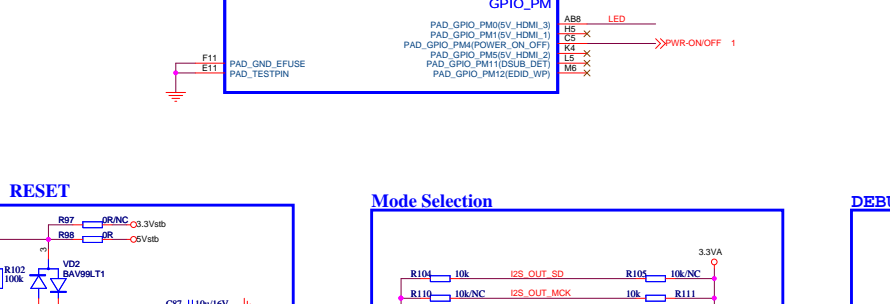 GPIO_PM
PAD_GPIO_PM0(5V_HDMI_3) AB8 LED
PAD_GPIO_PM1(5V_HDMI_1) H5
PAD_GPIO_PM4(POWER_ON_OFF) C5 PWR-ON/OFF 1
PAD_GPIO_PM5(5V_HDMI_2) K4
F11 PAD_GND_EFUSE PAD_GPIO_PM11(DSUB_DET) L5
E11 PAD_TESTPIN PAD_GPIO_PM12(EDID_WP) M6
RESET
Mode Selection
R97 0R/NC 3.3Vstb
R98 0R 5Vstb
3
3.3VA
VD2
BAV99LT1
R102
100k
R104 10k I2S_OUT_SD R105 10k/NC
R110 10k/NC I2S_OUT_MCK 10k R111